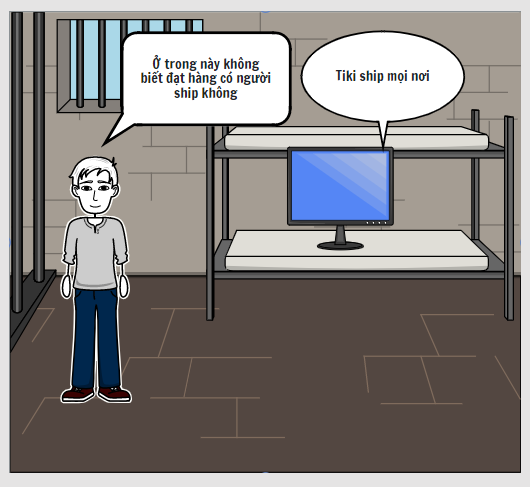 Ở trong này không
biết đạt hàng có người
ship không
Tiki ship mọi nơi